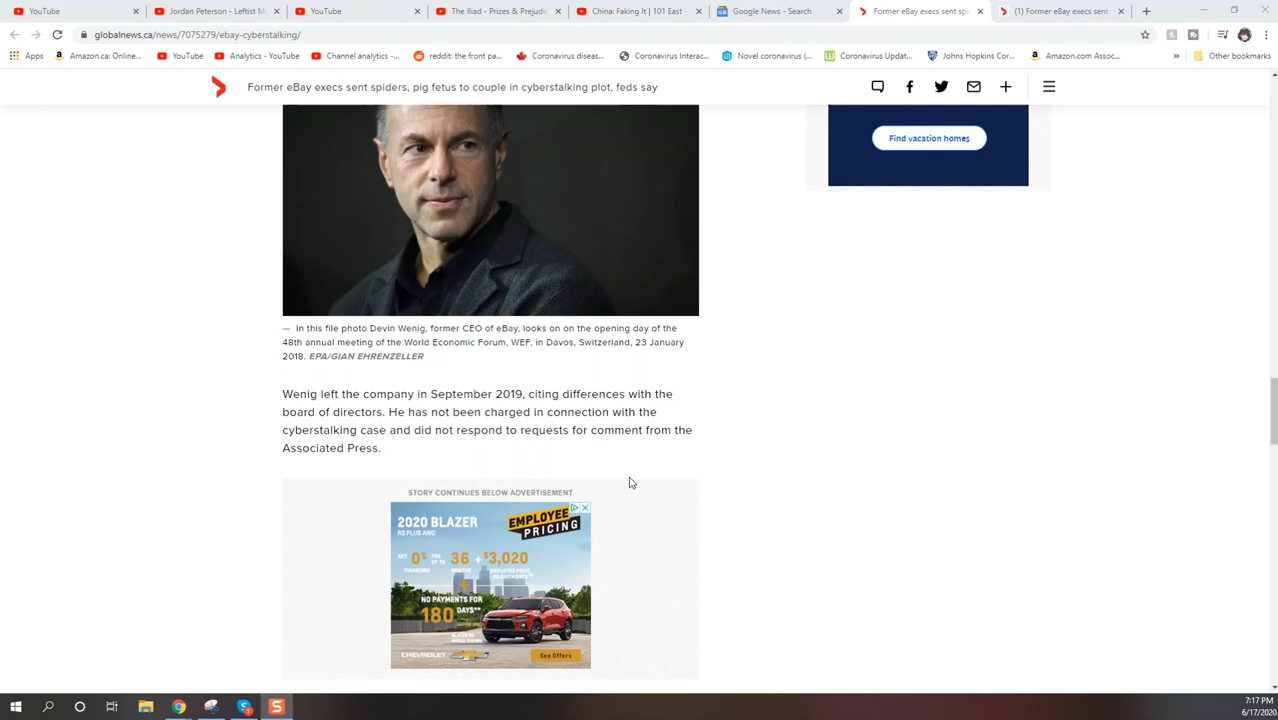 YouTube
Jordan Peterson - Leftist M
YouTube
The Iliad - Prizes & Prejudic
China: Faking It | 101 East -
Google News - Search
Former eBay execs sent spi
(1) Former eBay execs sent
globalnews.ca/news/7075279/ebay-cyberstalking/
Apps
Amazon.ca: Online...
YouTube
Analytics - YouTube
Channel analytics -...
reddit: the front pa...
Coronavirus diseas...
Coronavirus Interac...
Novel coronavirus (...
Coronavirus Updat...
Johns Hopkins Cor...
Amazon.com Assoc...
»
Other bookmarks
Former eBay execs sent spiders, pig fetus to couple in cyberstalking plot, feds say
Find vacation homes
— In this file photo Devin Wenig, former CEO of eBay, looks on on the opening day of the
48th annual meeting of the World Economic Forum, WEF, in Davos, Switzerland, 23 January
2018. EPA/GIAN EHRENZELLER
Wenig left the company in September 2019, citing differences with the
board of directors. He has not been charged in connection with the
cyberstalking case and did not respond to requests for comment from the
Associated Press.
STORY CONTINUES BELOW ADVERTISEMENT
2020 BLAZER
RS PLUS AWD
EMPLOYEE
PRICING
GET 0% FOR UP TO 36 MONTHS + $3,020
EMPLOYEE PRICE ADJUSTMENTS
+
NO PAYMENTS FOR
180 DAYS**
CHEVROLET
See Offers
7:17 PM
6/17/2020